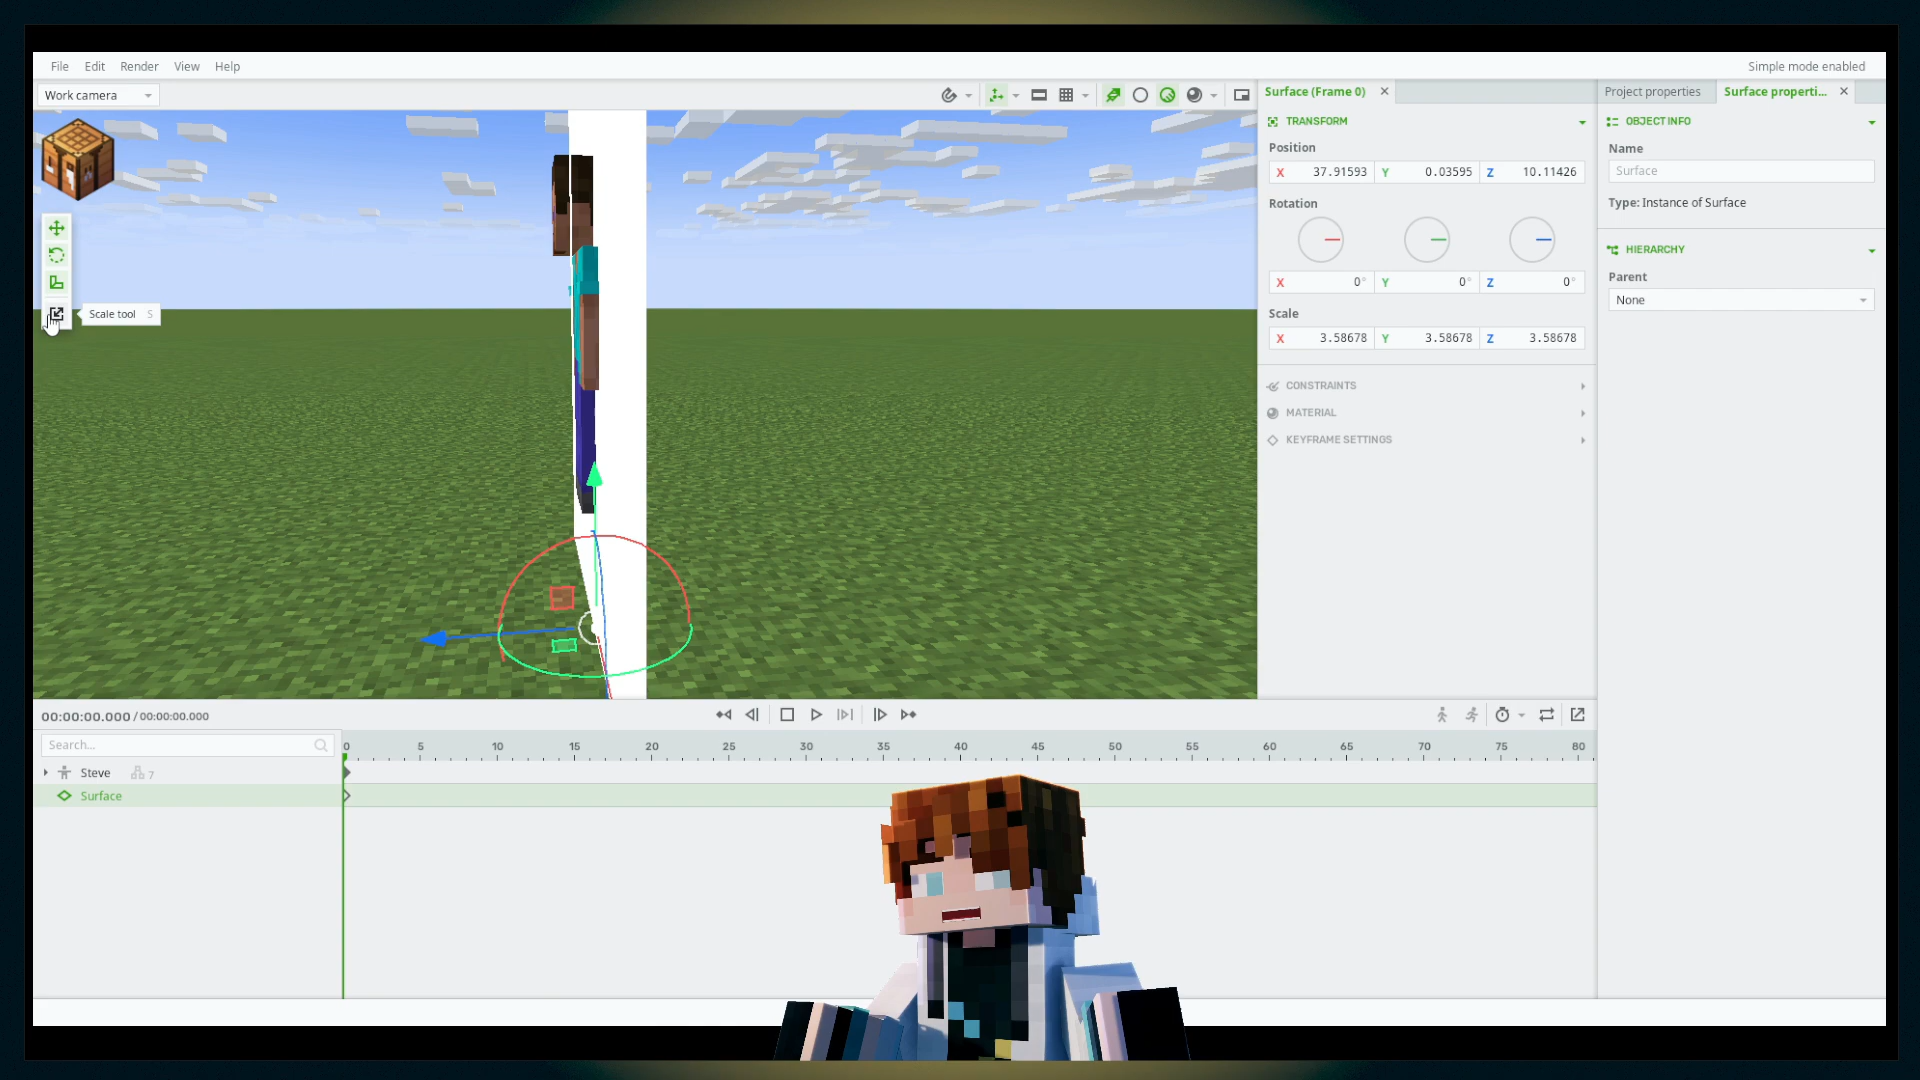 File Edit Render View Help
Simple mode enabled
Work camera
Surface (Frame 0)
Project properties
Surface properti...
TRANSFORM
OBJECT INFO
Position
Name
X 37.91593 Y 0.03595 Z 10.11426
Surface
Rotation
Type: Instance of Surface
HIERARCHY
Parent
X 0° Y 0° Z 0°
None
Scale
Scale tool S
X 3.58678 Y 3.58678 Z 3.58678
CONSTRAINTS
MATERIAL
KEYFRAME SETTINGS
00:00:00.000 / 00:00:00.000
Search...
0 5 10 15 20 25 30 35 40 45 50 55 60 65 70 75 80
Steve 7
Surface